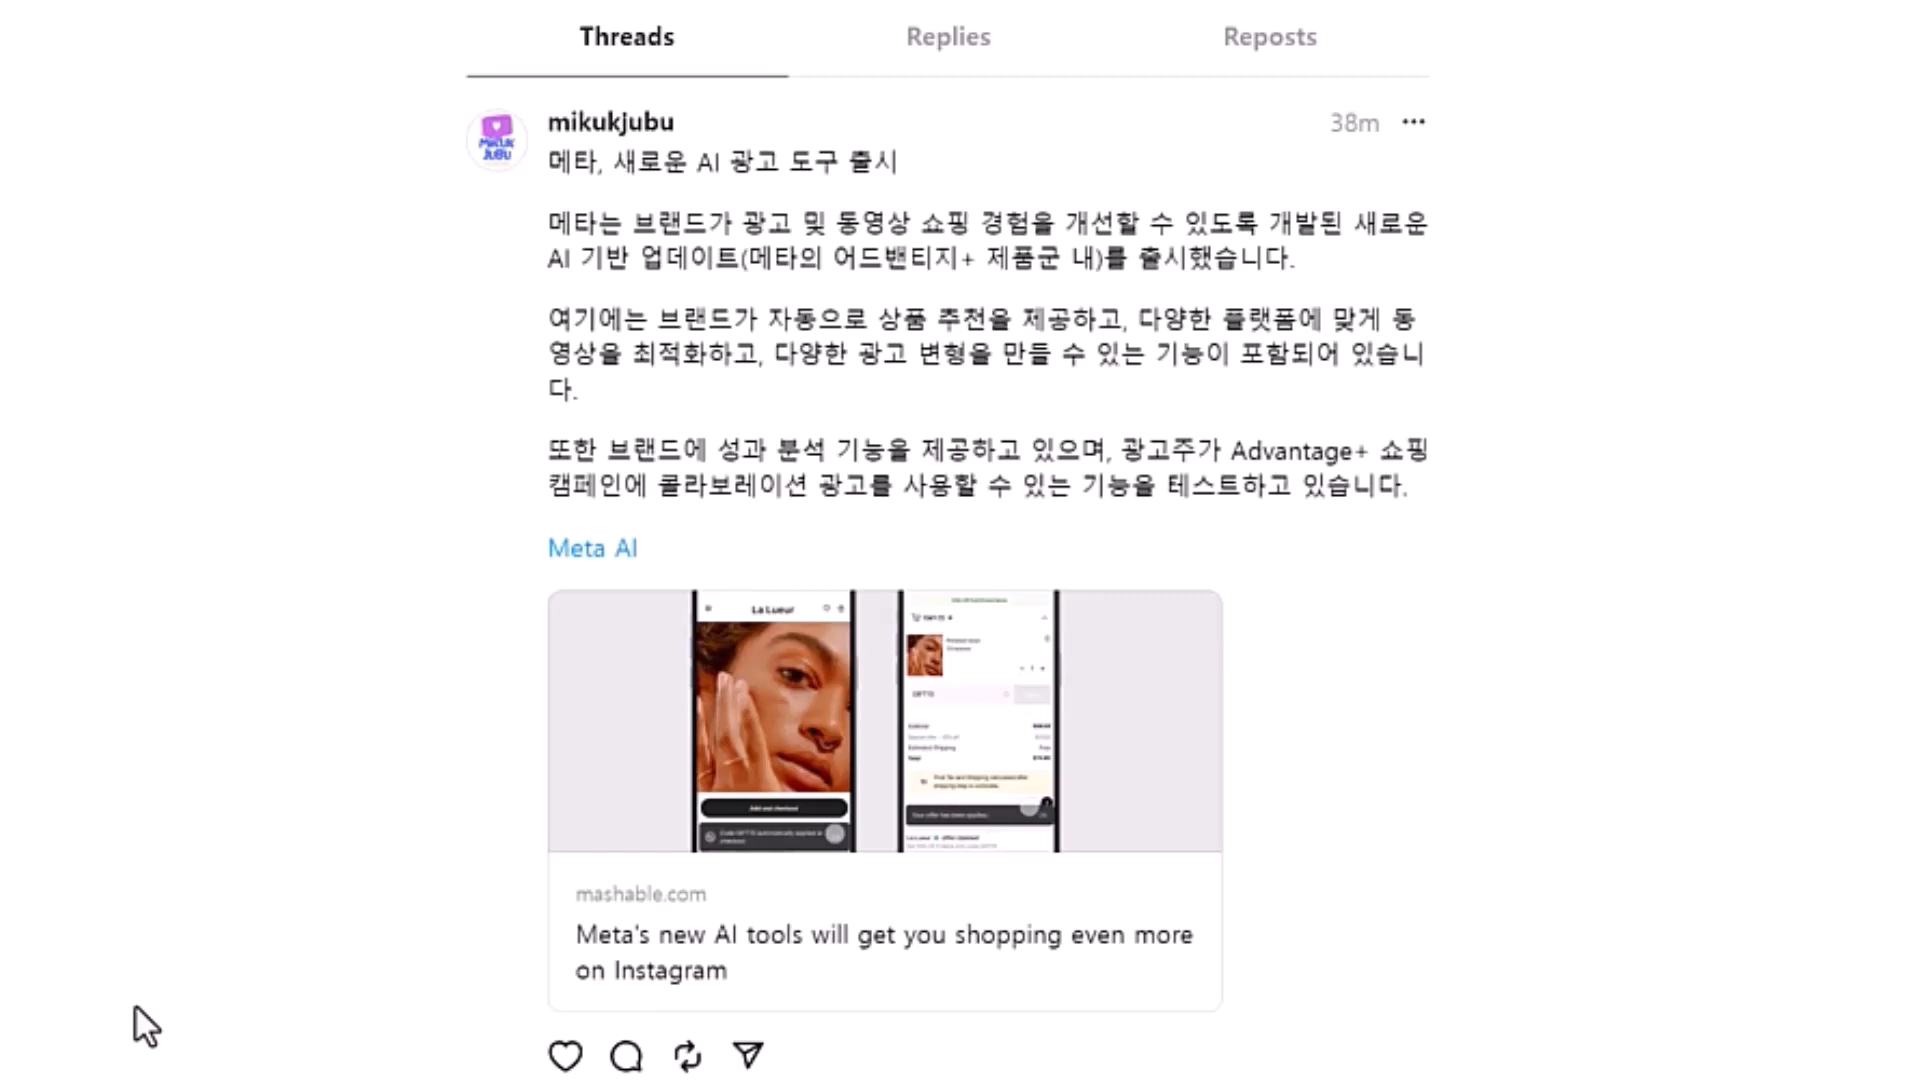 Threads
Replies
Reposts
mikukjubu
38m
MiKUK
JUBU
메타, 새로운 AI 광고 도구 출시
메타는 브랜드가 광고 및 동영상 쇼핑 경험을 개선할 수 있도록 개발된 새로운
AI 기반 업데이트(메타의 어드밴티지+ 제품군 내)를 출시했습니다.
여기에는 브랜드가 자동으로 상품 추천을 제공하고, 다양한 플랫폼에 맞게 동
영상을 최적화하고, 다양한 광고 변형을 만들 수 있는 기능이 포함되어 있습니
다.
또한 브랜드에 성과 분석 기능을 제공하고 있으며, 광고주가 Advantage+ 쇼핑
캠페인에 콜라보레이션 광고를 사용할 수 있는 기능을 테스트하고 있습니다.
Meta AI
La Lueur
mashable.com
Meta's new AI tools will get you shopping even more
on Instagram